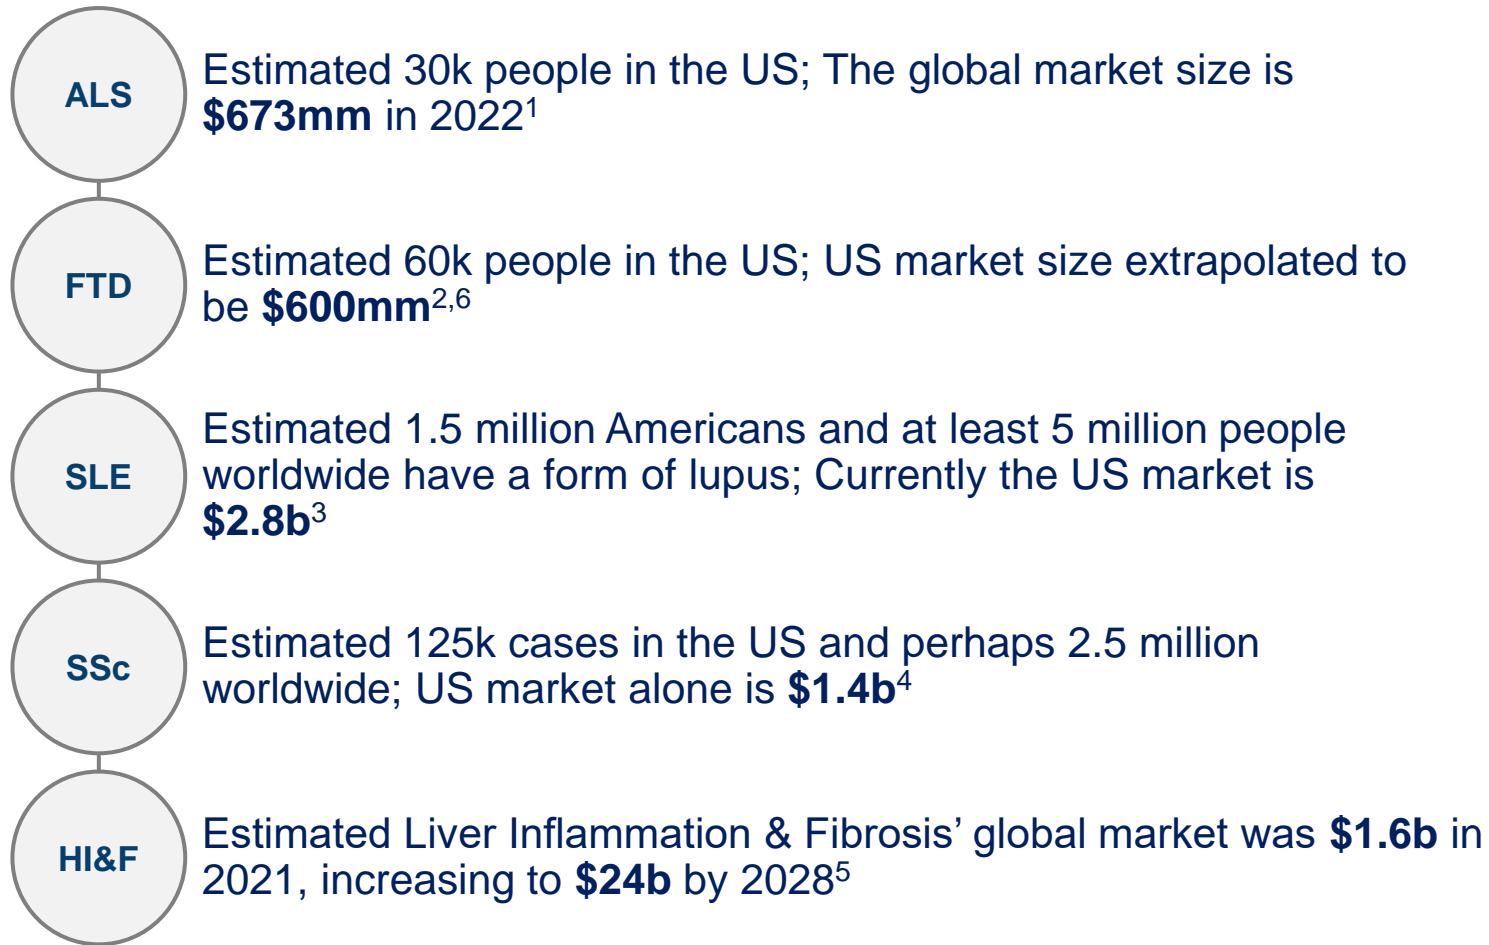 ALS
Estimated 30k people in the US; The global market size is
$673mm in 2022¹
FTD
Estimated 60k people in the US; US market size extrapolated to
be $600mm²,⁶
SLE
Estimated 1.5 million Americans and at least 5 million people
worldwide have a form of lupus; Currently the US market is
$2.8b³
SSc
Estimated 125k cases in the US and perhaps 2.5 million
worldwide; US market alone is $1.4b⁴
HI&F
Estimated Liver Inflammation & Fibrosis’ global market was $1.6b in
2021, increasing to $24b by 2028⁵